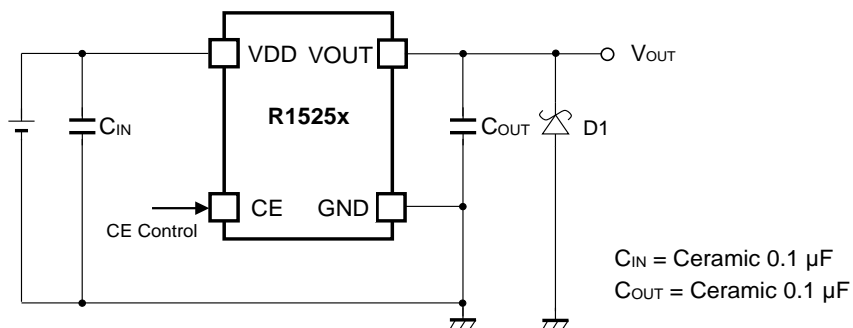 VDD VOUT
VOUT
R1525x
CIN
COUT
D1
CE GND
CE Control
CIN = Ceramic 0.1 µF
COUT = Ceramic 0.1 µF